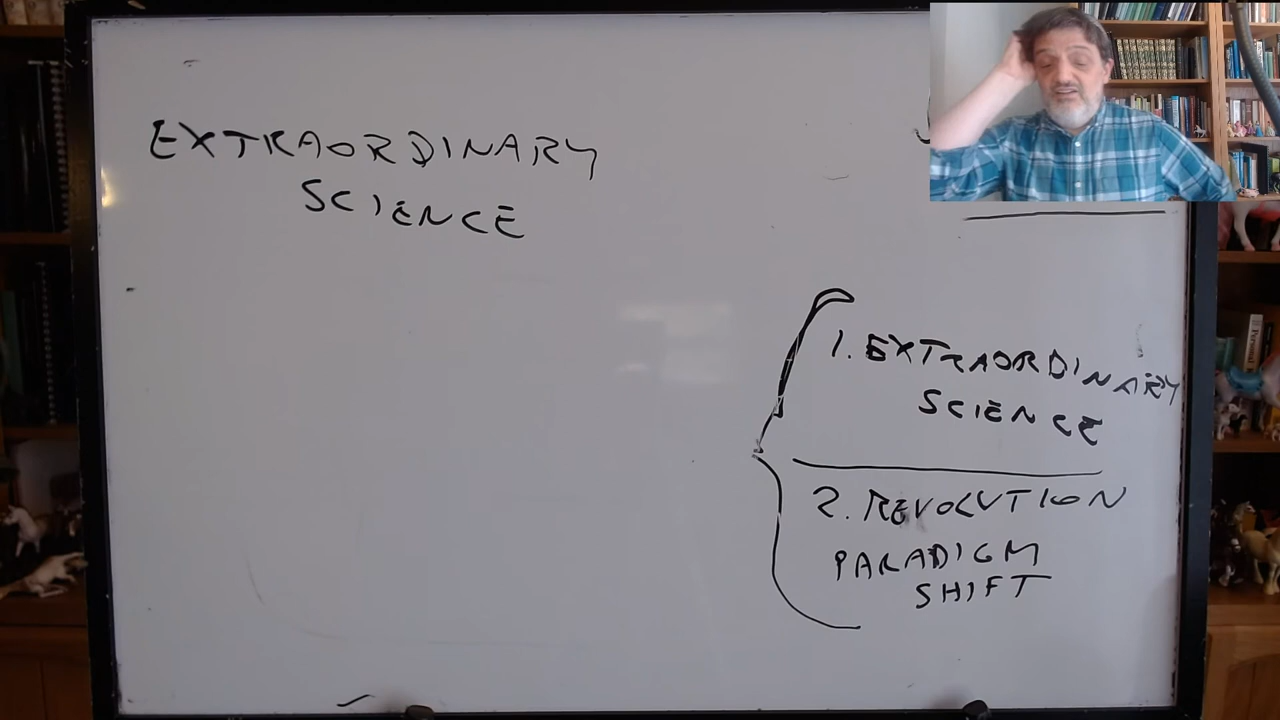 EXTRAORDINARY
SCIENCE
1. EXTRAORDINARY
SCIENCE
2. REVOLUTION
PARADIGM
SHIFT